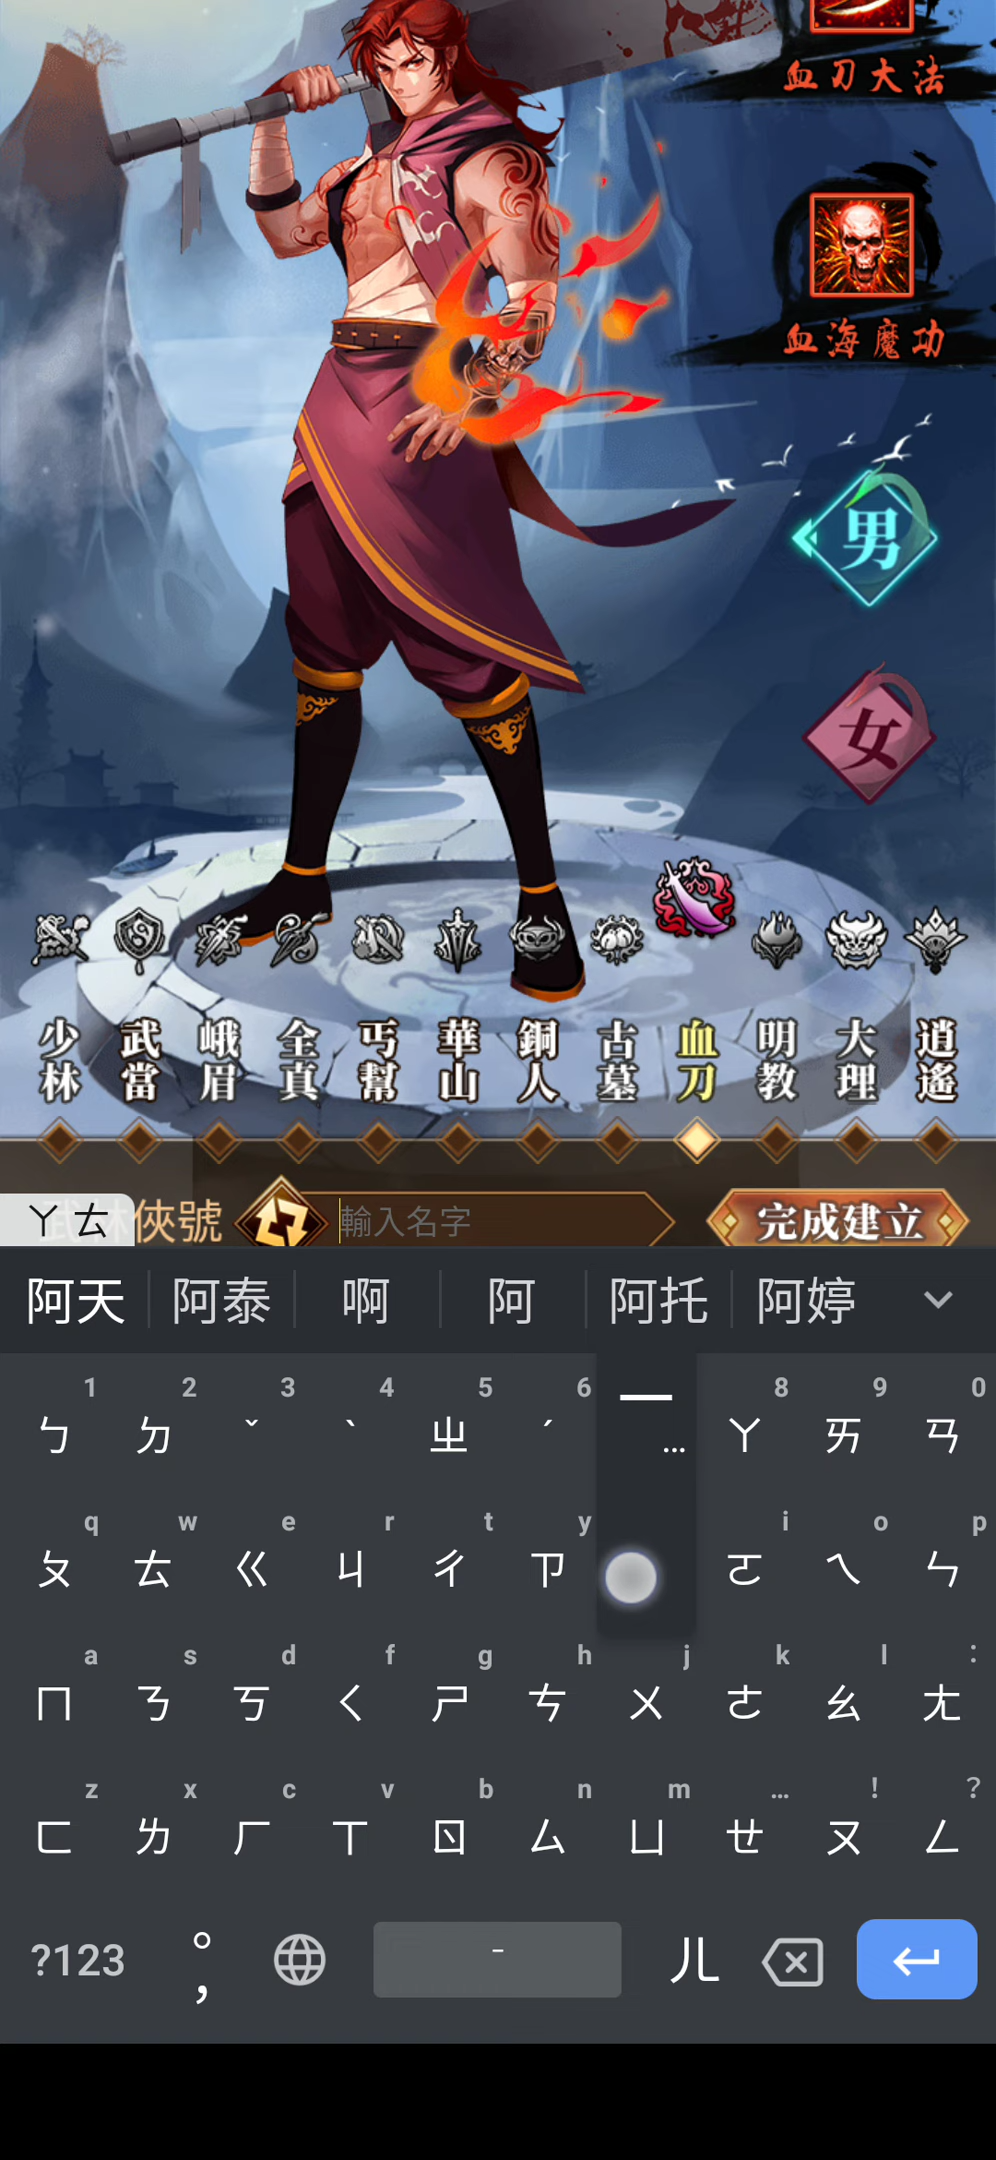 血刀大法
血海魔功
男
女
少林 武當 峨眉 全真 丐幫 華山 銅人 古墓 血刀 明教 大理 逍遙
ㄚㄊ
武林俠號 輸入名字 完成建立
阿天 阿泰 啊 阿 阿托 阿婷
1 2 3 4 5 6 8 9 0
ㄅ ㄉ ˇ ˋ ㄓ ˊ ㄧ … ㄚ ㄞ ㄢ
q w e r t y i o p
ㄆ ㄊ ㄍ ㄐ ㄔ ㄗ ㄛ ㄟ ㄣ
a s d f g h j k l :
ㄇ ㄋ ㄎ ㄑ ㄕ ㄘ ㄨ ㄜ ㄠ ㄤ
z x c v b n m … ! ?
ㄈ ㄌ ㄏ ㄒ ㄖ ㄙ ㄩ ㄝ ㄡ ㄥ
?123 ° , ˉ ㄦ